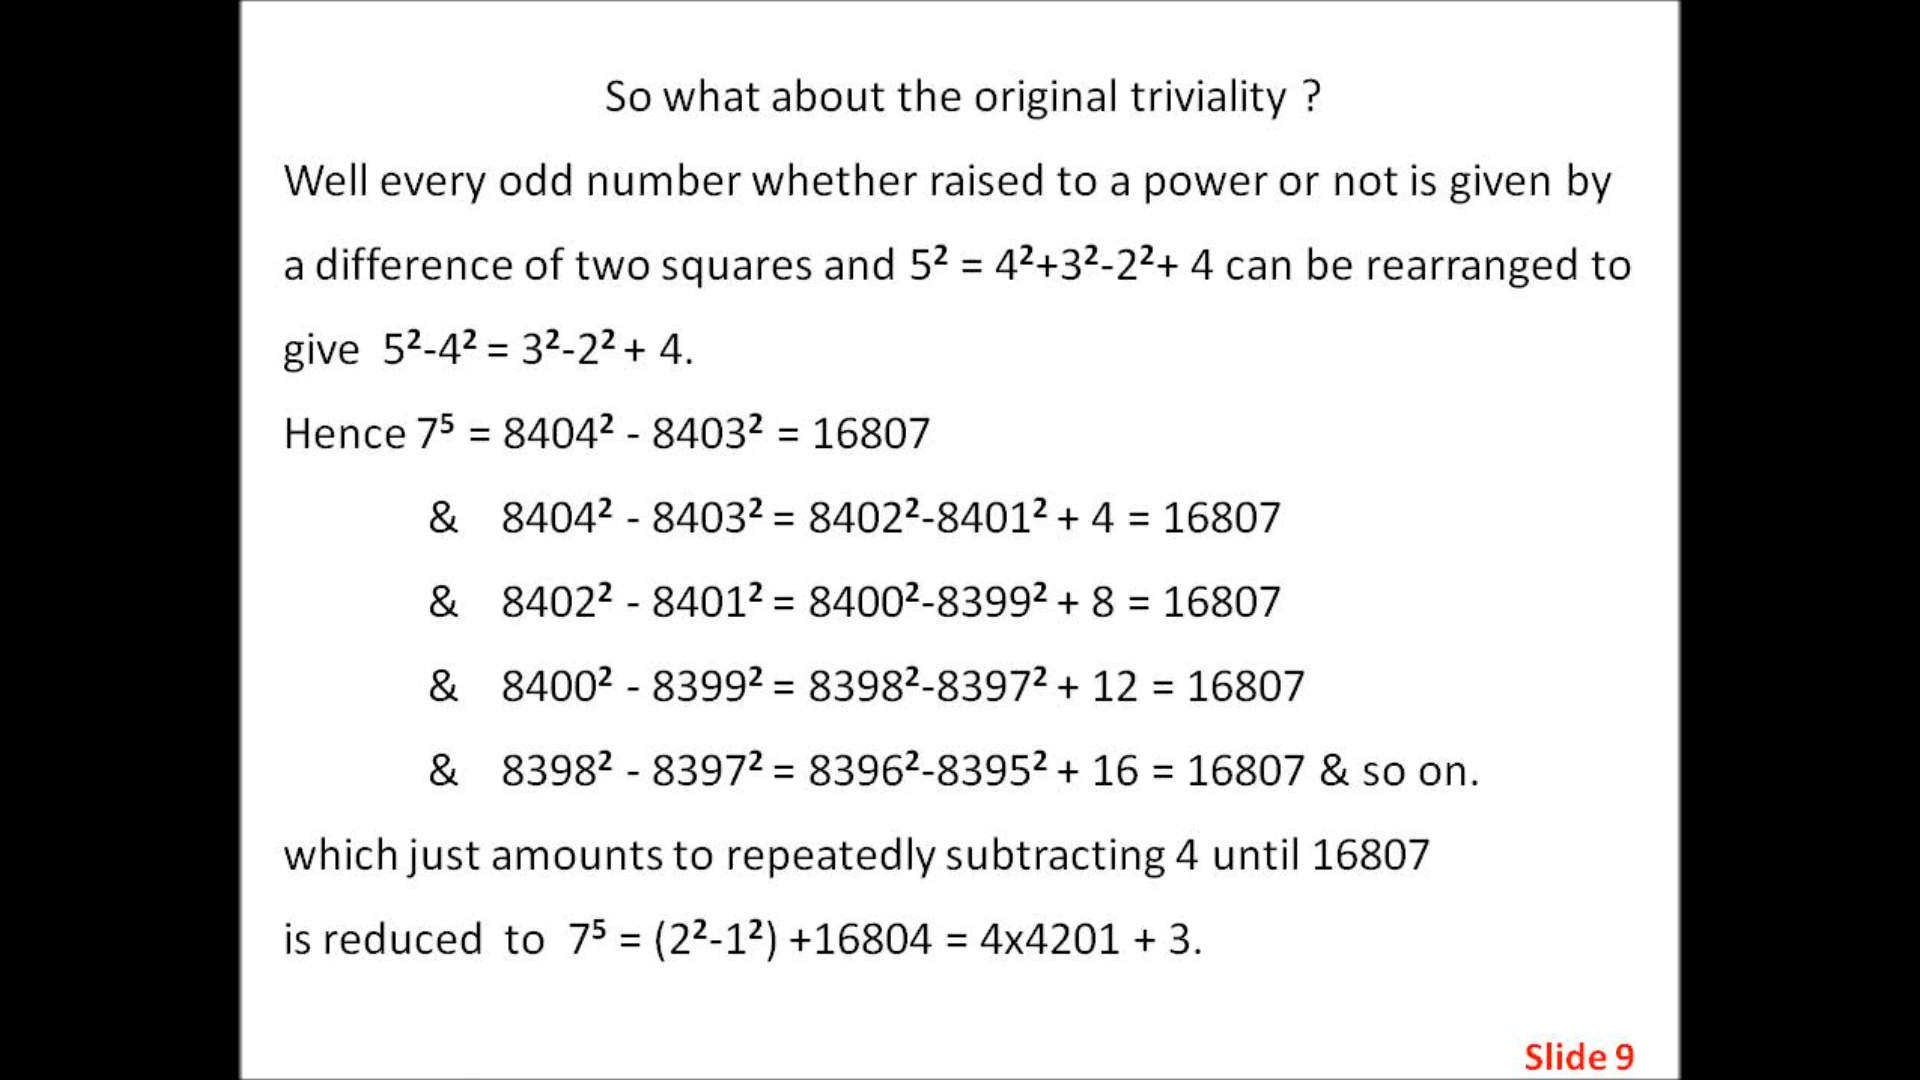 So what about the original triviality ?
Well every odd number whether raised to a power or not is given by
a difference of two squares and 5² = 4²+3²-2²+ 4 can be rearranged to
give 5²-4² = 3²-2² + 4.
Hence 7⁵ = 8404² - 8403² = 16807
& 8404² - 8403² = 8402²-8401² + 4 = 16807
& 8402² - 8401² = 8400²-8399² + 8 = 16807
& 8400² - 8399² = 8398²-8397² + 12 = 16807
& 8398² - 8397² = 8396²-8395² + 16 = 16807 & so on.
which just amounts to repeatedly subtracting 4 until 16807
is reduced to 7⁵ = (2²-1²) +16804 = 4x4201 + 3.
Slide 9